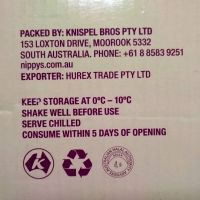 PACKED BY: KNISPEL BROS PTY LTD
153 LOXTON DRIVE, MOOROOK 5332
SOUTH AUSTRALIA. PHONE: +61 8 8583 9251
nippys.com.au
EXPORTER: HUREX TRADE PTY LTD
KEEP STORAGE AT 0°C – 10°C
SHAKE WELL BEFORE USE
SERVE CHILLED
CONSUME WITHIN 5 DAYS OF OPENING